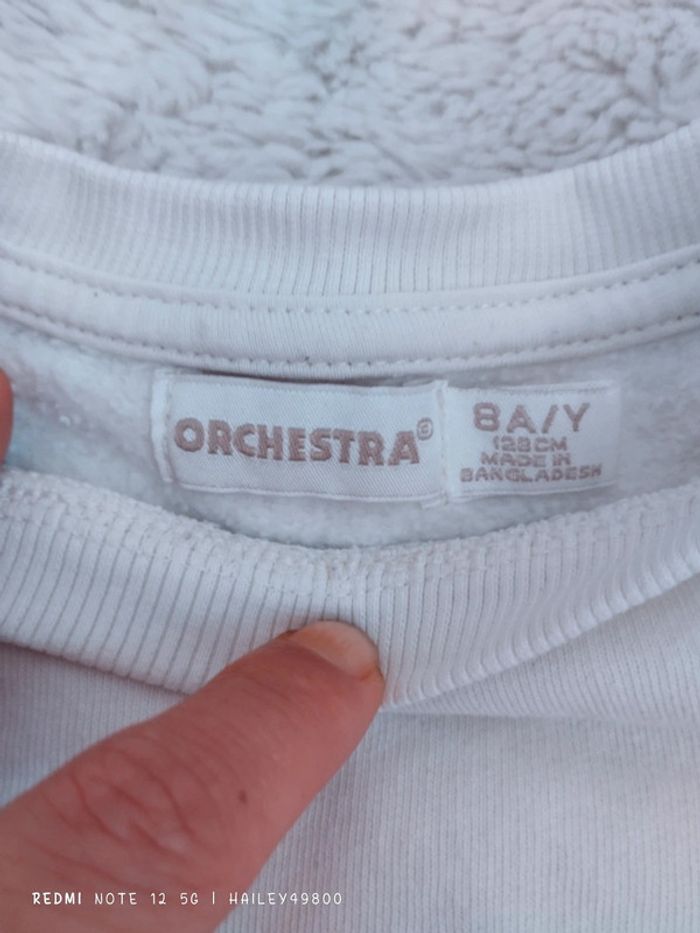 ORCHESTRA®
8A/Y
128CM
MADE IN
BANGLADESH
REDMI NOTE 12 5G | HAILEY49800